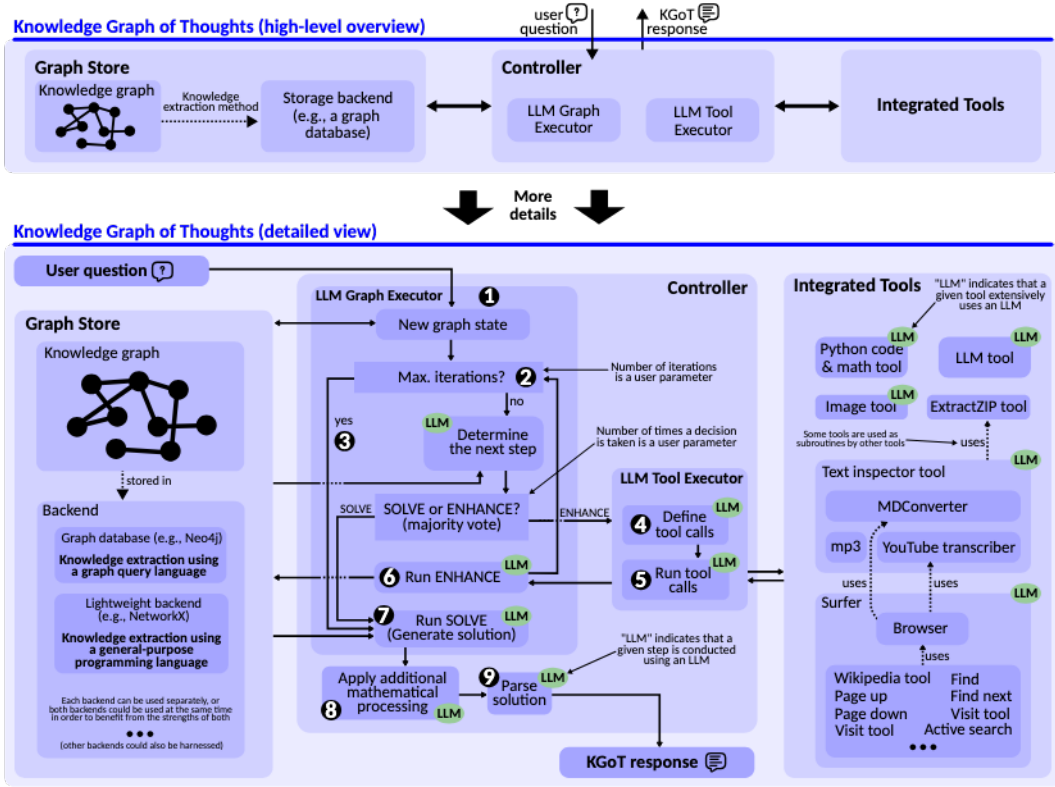 Knowledge Graph of Thoughts (high-level overview)
user
question
?
KGoT
response
Graph Store
Knowledge graph
Knowledge
extraction method
Storage backend
(e.g., a graph
database)
Controller
LLM Graph
Executor
LLM Tool
Executor
Integrated Tools
More
details
Knowledge Graph of Thoughts (detailed view)
User question ?
Graph Store
Knowledge graph
stored in
Backend
Graph database (e.g., Neo4j)
Knowledge extraction using
a graph query language
Lightweight backend
(e.g., NetworkX)
Knowledge extraction using
a general-purpose
programming language
Each backend can be used separately, or
both backends could be used at the same time
in order to benefit from the strengths of both
(other backends could also be harnessed)
Controller
LLM Graph Executor
1
New graph state
Max. iterations? 2
Number of iterations
is a user parameter
no
yes
3
LLM
Determine
the next step
Number of times a decision
is taken is a user parameter
SOLVE
SOLVE or ENHANCE?
(majority vote)
ENHANCE
LLM Tool Executor
4 Define
tool calls
LLM
5 Run tool
calls
LLM
6 Run ENHANCE
LLM
7 Run SOLVE
(Generate solution)
LLM
"LLM" indicates that a
given step is conducted
using an LLM
8 Apply additional
mathematical
processing
LLM
9 Parse
solution
LLM
KGoT response
Integrated Tools
"LLM" indicates that a
given tool extensively
uses an LLM
Python code
& math tool
LLM
LLM tool
LLM
Image tool
LLM
ExtractZIP tool
Some tools are used as
subroutines by other tools
uses
Text inspector tool
LLM
MDConverter
mp3
YouTube transcriber
uses
uses
Surfer
LLM
Browser
uses
Wikipedia tool
Page up
Page down
Visit tool
Find
Find next
Visit tool
Active search